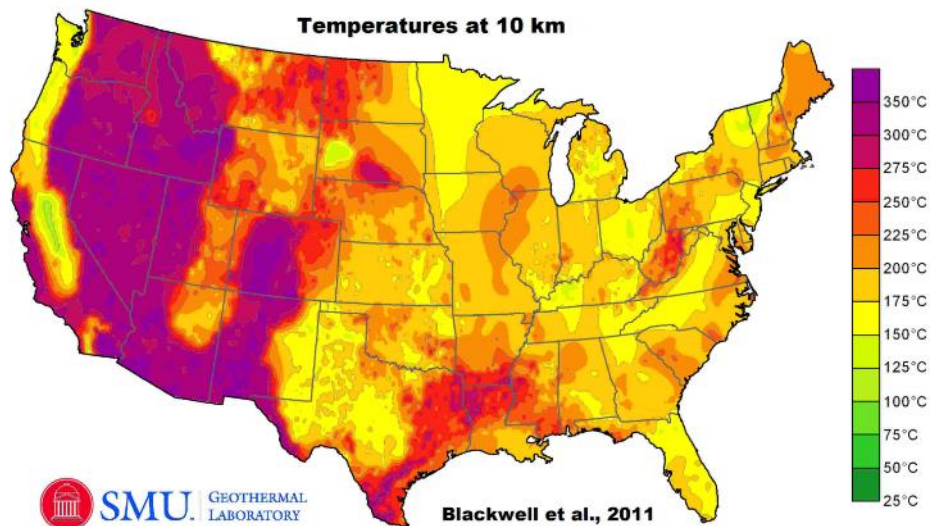 Temperatures at 10 km
350°C
300°C
275°C
250°C
225°C
200°C
175°C
150°C
125°C
100°C
75°C
50°C
25°C
SMU. GEOTHERMAL
LABORATORY
Blackwell et al., 2011